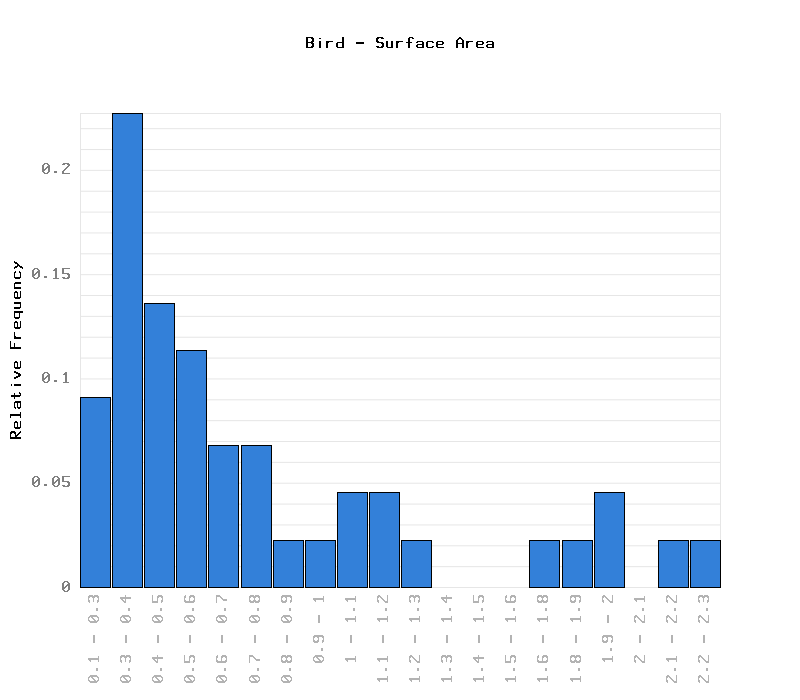 Bird - Surface Area
Relative Frequency
0.2
0.15
0.1
0.05
0
0.1 - 0.3
0.3 - 0.4
0.4 - 0.5
0.5 - 0.6
0.6 - 0.7
0.7 - 0.8
0.8 - 0.9
0.9 - 1
1 - 1.1
1.1 - 1.2
1.2 - 1.3
1.3 - 1.4
1.4 - 1.5
1.5 - 1.6
1.6 - 1.8
1.8 - 1.9
1.9 - 2
2 - 2.1
2.1 - 2.2
2.2 - 2.3